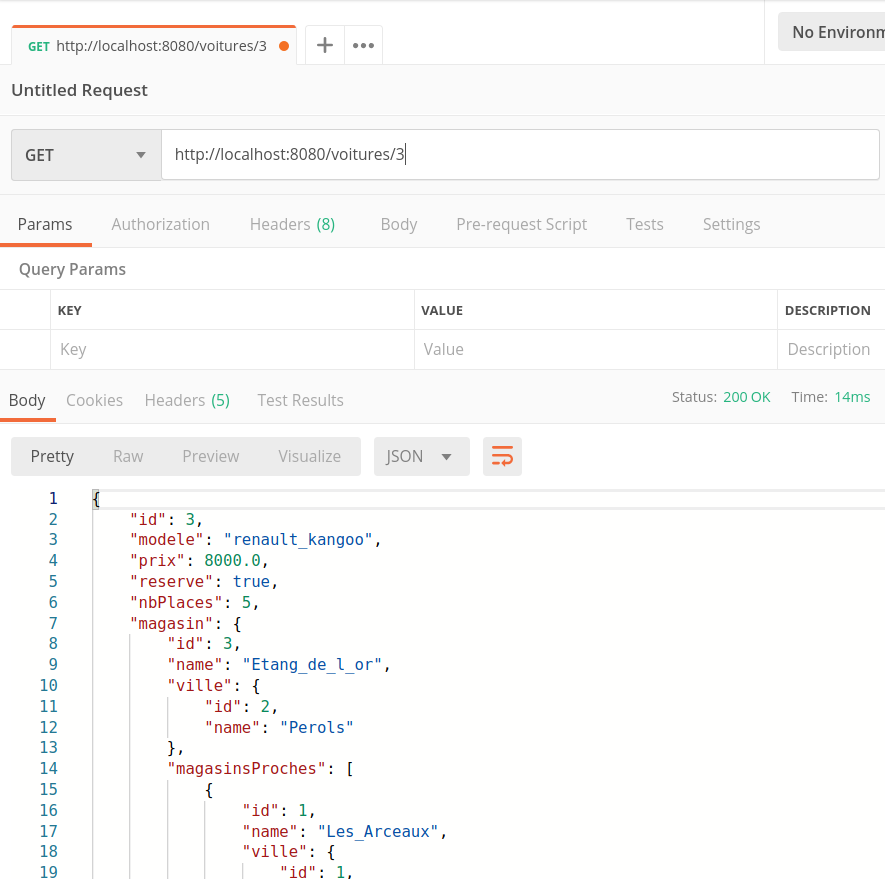 GET http://localhost:8080/voitures/3
No Environm
Untitled Request
GET http://localhost:8080/voitures/3
Params Authorization Headers (8) Body Pre-request Script Tests Settings
Query Params
KEY VALUE DESCRIPTION
Key Value Description
Body Cookies Headers (5) Test Results Status: 200 OK Time: 14ms
Pretty Raw Preview Visualize JSON
1 {
2 "id": 3,
3 "modele": "renault_kangoo",
4 "prix": 8000.0,
5 "reserve": true,
6 "nbPlaces": 5,
7 "magasin": {
8 "id": 3,
9 "name": "Etang_de_l_or",
10 "ville": {
11 "id": 2,
12 "name": "Perols"
13 },
14 "magasinsProches": [
15 {
16 "id": 1,
17 "name": "Les_Arceaux",
18 "ville": {
19 "id": 1,